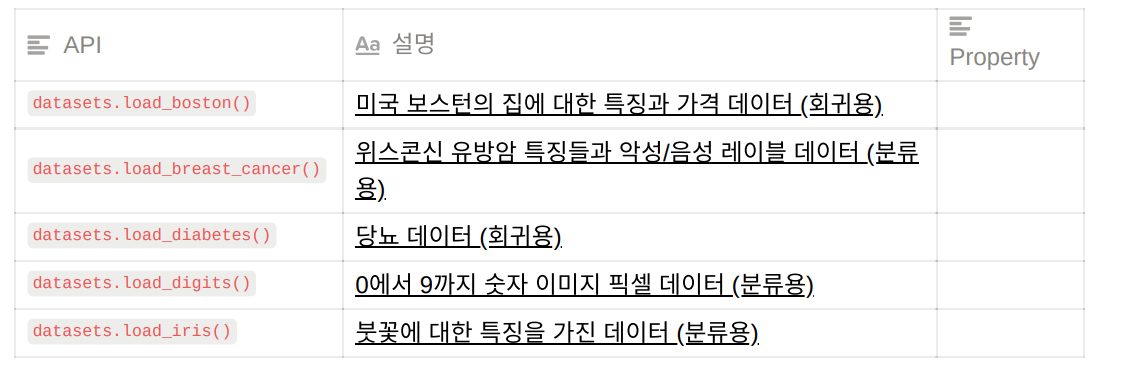 API
Aa 설명
Property
datasets.load_boston()
미국 보스턴의 집에 대한 특징과 가격 데이터 (회귀용)
datasets.load_breast_cancer()
위스콘신 유방암 특징들과 악성/음성 레이블 데이터 (분류
용)
datasets.load_diabetes()
당뇨 데이터 (회귀용)
datasets.load_digits()
0에서 9까지 숫자 이미지 픽셀 데이터 (분류용)
datasets.load_iris()
붓꽃에 대한 특징을 가진 데이터 (분류용)